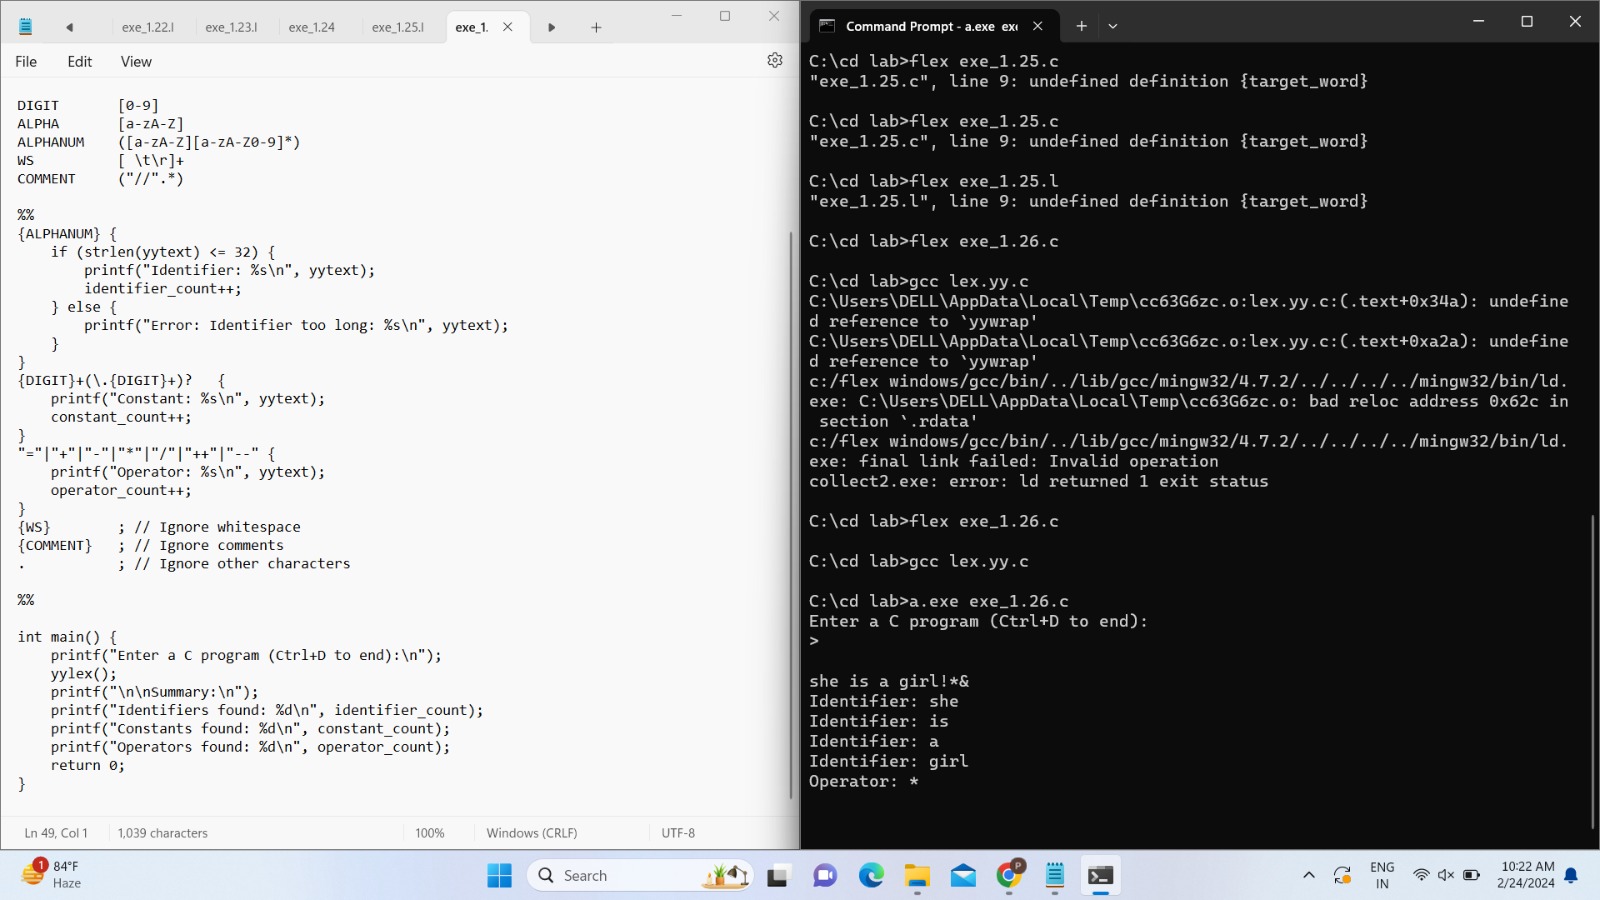 exe_1.22.l
exe_1.23.l
exe_1.24
exe_1.25.l
exe_1.
File
Edit
View
DIGIT [0-9]
ALPHA [a-zA-Z]
ALPHANUM ([a-zA-Z][a-zA-Z0-9]*)
WS [ \t\r]+
COMMENT ("//".*)
%%
{ALPHANUM} {
if (strlen(yytext) <= 32) {
printf("Identifier: %s\n", yytext);
identifier_count++;
} else {
printf("Error: Identifier too long: %s\n", yytext);
}
}
{DIGIT}+(\.{DIGIT}+)? {
printf("Constant: %s\n", yytext);
constant_count++;
}
"="|"+"|"-"|"*"|"/"|"++"|"--" {
printf("Operator: %s\n", yytext);
operator_count++;
}
{WS} ; // Ignore whitespace
{COMMENT} ; // Ignore comments
. ; // Ignore other characters
%%
int main() {
printf("Enter a C program (Ctrl+D to end):\n");
yylex();
printf("\n\nSummary:\n");
printf("Identifiers found: %d\n", identifier_count);
printf("Constants found: %d\n", constant_count);
printf("Operators found: %d\n", operator_count);
return 0;
}
Ln 49, Col 1
1,039 characters
100%
Windows (CRLF)
UTF-8
Command Prompt - a.exe exe
C:\cd lab>flex exe_1.25.c
"exe_1.25.c", line 9: undefined definition {target_word}
C:\cd lab>flex exe_1.25.c
"exe_1.25.c", line 9: undefined definition {target_word}
C:\cd lab>flex exe_1.25.l
"exe_1.25.l", line 9: undefined definition {target_word}
C:\cd lab>flex exe_1.26.c
C:\cd lab>gcc lex.yy.c
C:\Users\DELL\AppData\Local\Temp\cc63G6zc.o:lex.yy.c:(.text+0x34a): undefine
d reference to `yywrap'
C:\Users\DELL\AppData\Local\Temp\cc63G6zc.o:lex.yy.c:(.text+0xa2a): undefine
d reference to `yywrap'
c:/flex windows/gcc/bin/../lib/gcc/mingw32/4.7.2/../../../../mingw32/bin/ld.
exe: C:\Users\DELL\AppData\Local\Temp\cc63G6zc.o: bad reloc address 0x62c in
section `.rdata'
c:/flex windows/gcc/bin/../lib/gcc/mingw32/4.7.2/../../../../mingw32/bin/ld.
exe: final link failed: Invalid operation
collect2.exe: error: ld returned 1 exit status
C:\cd lab>flex exe_1.26.c
C:\cd lab>gcc lex.yy.c
C:\cd lab>a.exe exe_1.26.c
Enter a C program (Ctrl+D to end):
>
she is a girl!*&
Identifier: she
Identifier: is
Identifier: a
Identifier: girl
Operator: *
1
84°F
Haze
Search
P
ENG
IN
10:22 AM
2/24/2024